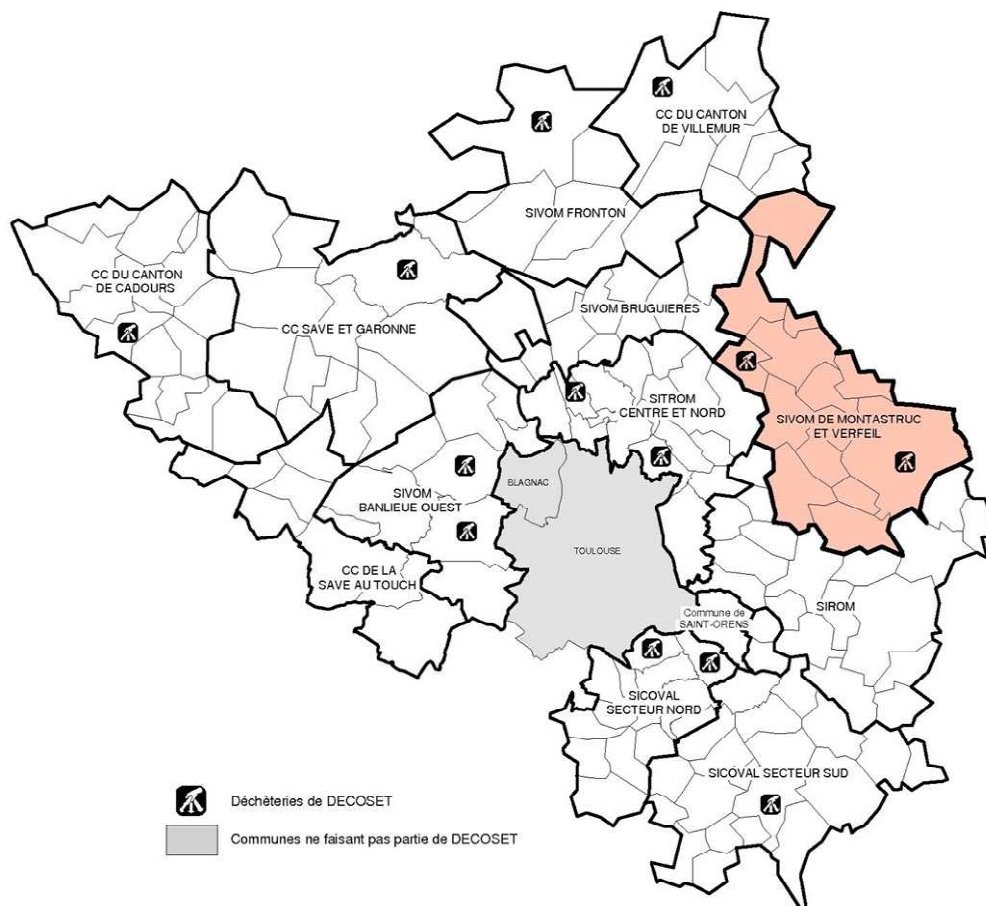 CC DU CANTON
DE VILLEMUR
SIVOM FRONTON
CC DU CANTON
DE CADOURS
CC SAVE ET GARONNE
SIVOM BRUGUIERES
SITROM
CENTRE ET NORD
SIVOM DE MONTASTRUC
ET VERFEIL
BLAGNAC
SIVOM
BANLIEUE OUEST
TOULOUSE
CC DE LA
SAVE AU TOUCH
SIROM
Commune de
SAINT-ORENS
SICOVAL
SECTEUR NORD
SICOVAL SECTEUR SUD
Déchèteries de DECOSET
Communes ne faisant pas partie de DECOSET